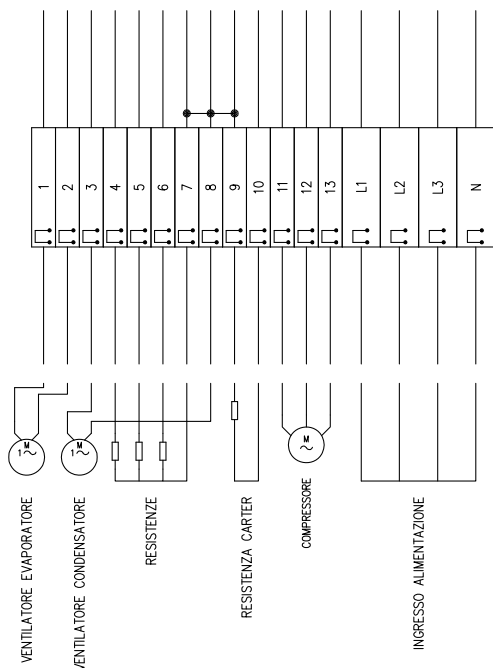 1 2 3 4 5 6 7 8 9 10 11 12 13 L1 L2 L3 N
M
1~
M
1~
M
~
VENTILATORE EVAPORATORE
VENTILATORE CONDENSATORE
RESISTENZE
RESISTENZA CARTER
COMPRESSORE
INGRESSO ALIMENTAZIONE